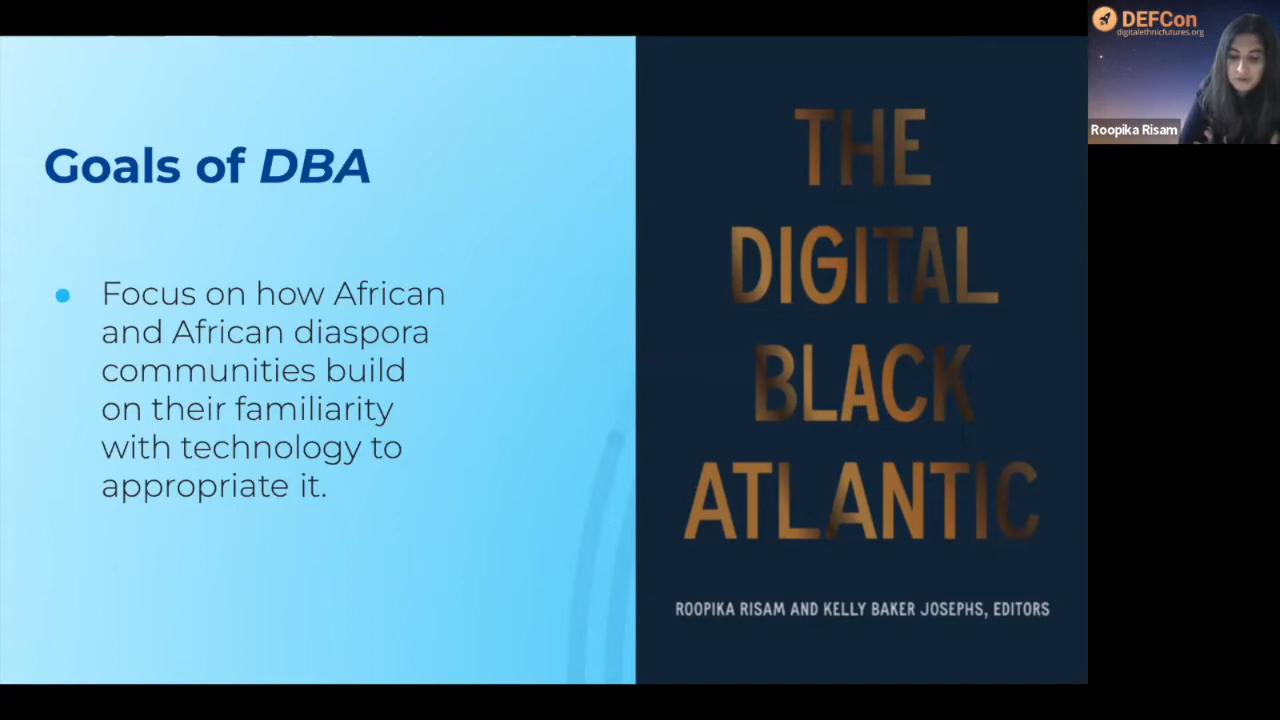 Goals of DBA
Focus on how African
and African diaspora
communities build
on their familiarity
with technology to
appropriate it.
THE
DIGITAL
BLACK
ATLANTIC
ROOPIKA RISAM AND KELLY BAKER JOSEPHS, EDITORS
DEFCon
digitalethnicfutures.org
Roopika Risam